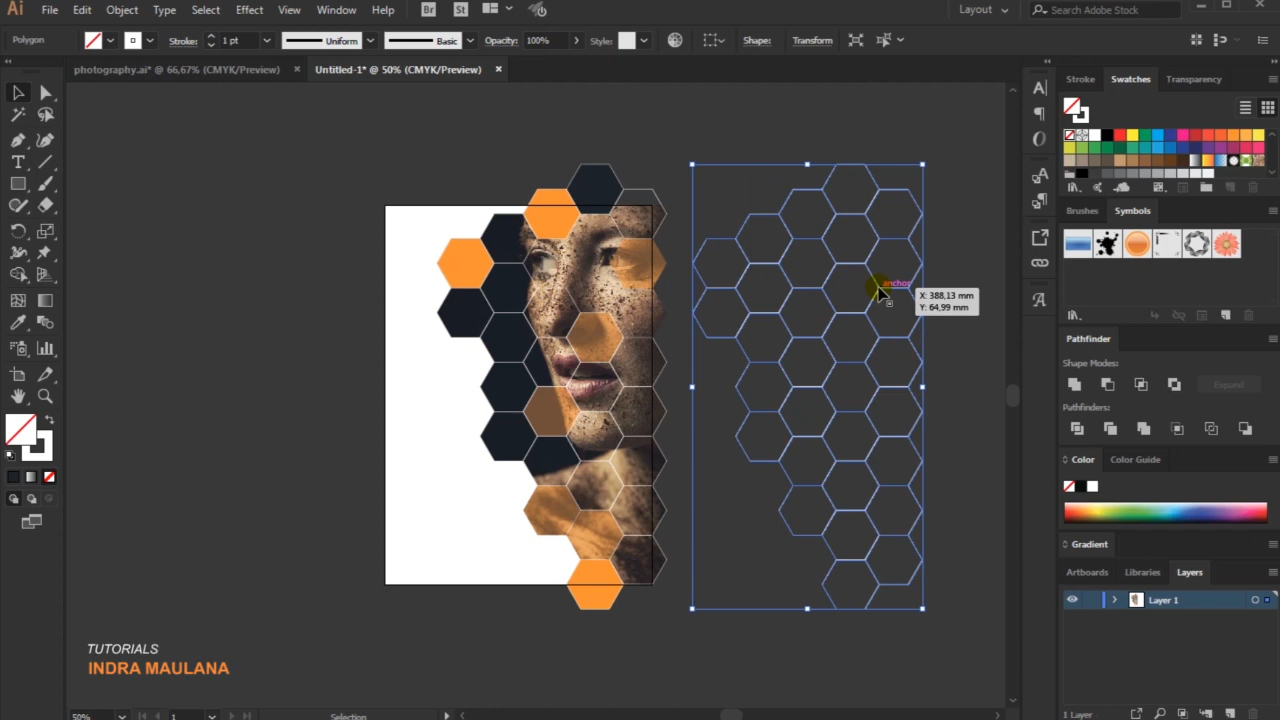 Ai File Edit Object Type Select Effect View Window Help Br St Layout Search Adobe Stock
Polygon Stroke: 1 pt Uniform Basic Opacity: 100% Style: Shape: Transform
photography.ai* @ 66,67% (CMYK/Preview) × Untitled-1* @ 50% (CMYK/Preview) ×
Stroke Swatches Transparency
Brushes Symbols
anchor
X: 388,13 mm
Y: 64,99 mm
Pathfinder
Shape Modes:
Expand
Pathfinders:
Color Color Guide
Gradient
Artboards Libraries Layers
Layer 1
TUTORIALS
INDRA MAULANA
50% 1 Selection
1 Layer